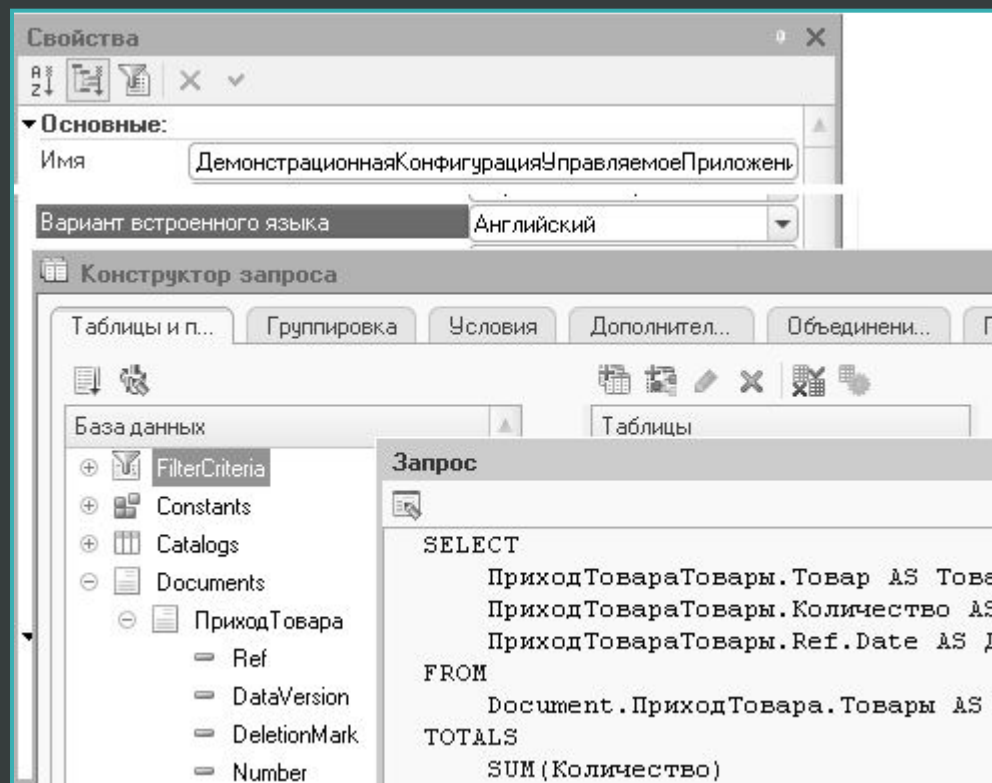 Свойства
Основные:
Имя ДемонстрационнаяКонфигурацияУправляемоеПриложени
Вариант встроенного языка Английский
Конструктор запроса
Таблицы и п... Группировка Условия Дополнител... Объединени...
База данных
Таблицы
FilterCriteria
Constants
Catalogs
Documents
ПриходТовара
Ref
DataVersion
DeletionMark
Number
Запрос
SELECT
ПриходТовараТовары.Товар AS Това
ПриходТовараТовары.Количество AS
ПриходТовараТовары.Ref.Date AS Д
FROM
Document.ПриходТовара.Товары AS
TOTALS
SUM(Количество)